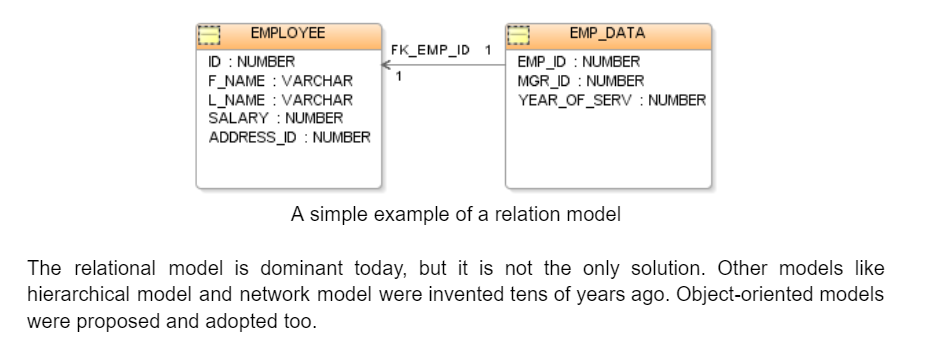 EMPLOYEE
ID : NUMBER
F_NAME : VARCHAR
L_NAME : VARCHAR
SALARY : NUMBER
ADDRESS_ID : NUMBER
FK_EMP_ID 1
1
EMP_DATA
EMP_ID : NUMBER
MGR_ID : NUMBER
YEAR_OF_SERV : NUMBER
A simple example of a relation model
The relational model is dominant today, but it is not the only solution. Other models like
hierarchical model and network model were invented tens of years ago. Object-oriented models
were proposed and adopted too.